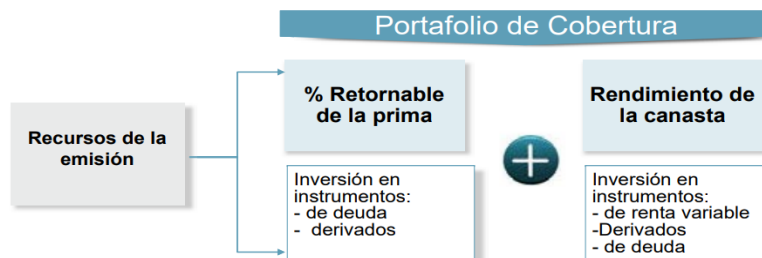 Portafolio de Cobertura
Recursos de la
emisión
% Retornable
de la prima
Inversión en
instrumentos:
- de deuda
- derivados
Rendimiento de
la canasta
Inversión en
instrumentos:
- de renta variable
-Derivados
- de deuda